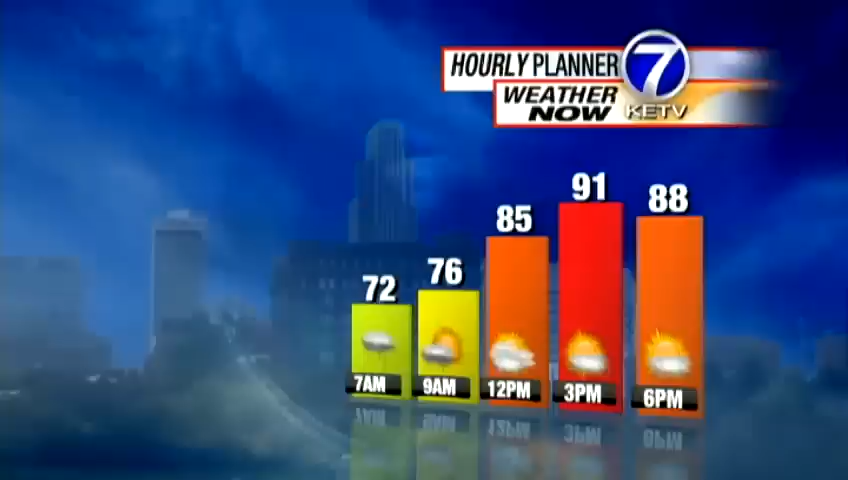 HOURLY PLANNER
7
WEATHER
NOW
KETV
72
76
85
91
88
7AM
9AM
12PM
3PM
6PM